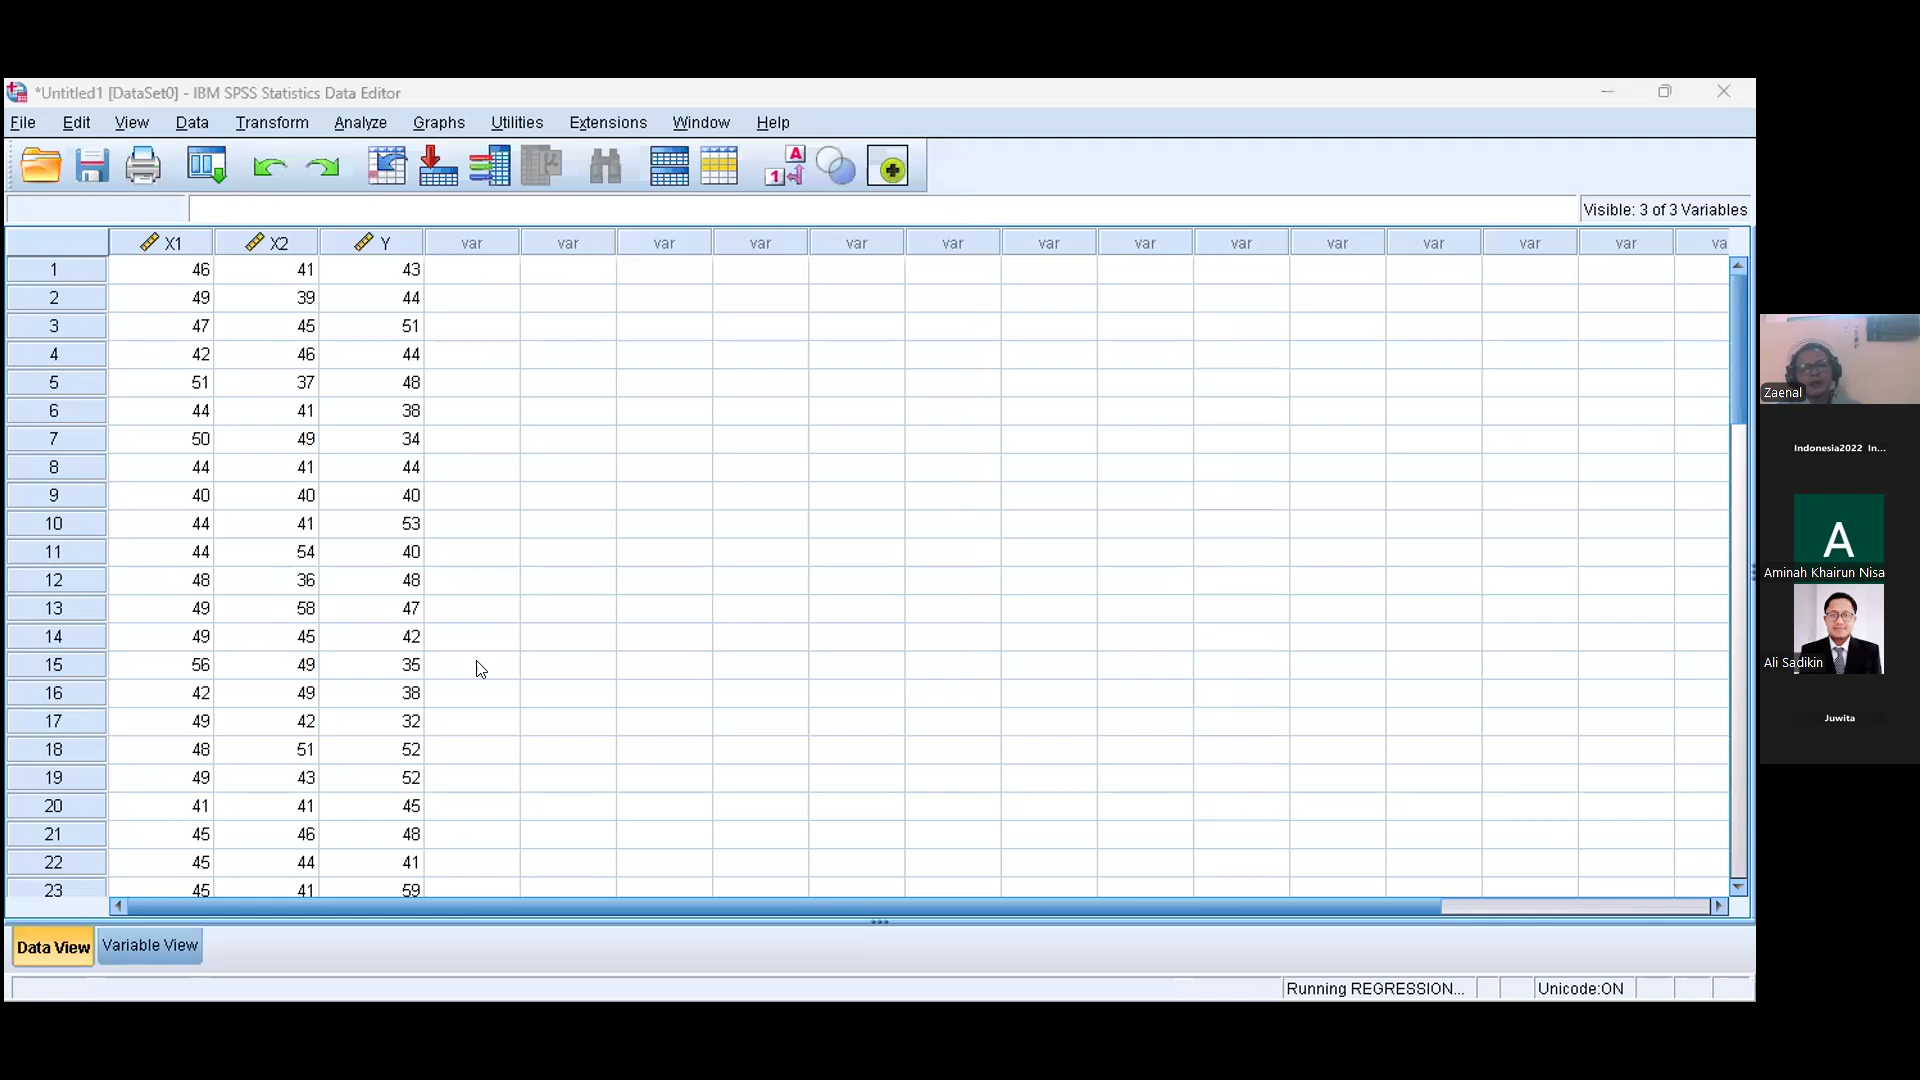 *Untitled1 [DataSet0] - IBM SPSS Statistics Data Editor
File Edit View Data Transform Analyze Graphs Utilities Extensions Window Help
Visible: 3 of 3 Variables
X1 X2 Y var var var var var var var var var var var var var va
1 46 41 43
2 49 39 44
3 47 45 51
4 42 46 44
5 51 37 48
6 44 41 38
7 50 49 34
8 44 41 44
9 40 40 40
10 44 41 53
11 44 54 40
12 48 36 48
13 49 58 47
14 49 45 42
15 56 49 35
16 42 49 38
17 49 42 32
18 48 51 52
19 49 43 52
20 41 41 45
21 45 46 48
22 45 44 41
23 45 41 59
Data View Variable View
Running REGRESSION... Unicode:ON
Zaenal
Indonesia2022 In...
A
Aminah Khairun Nisa
Ali Sadikin
Juwita